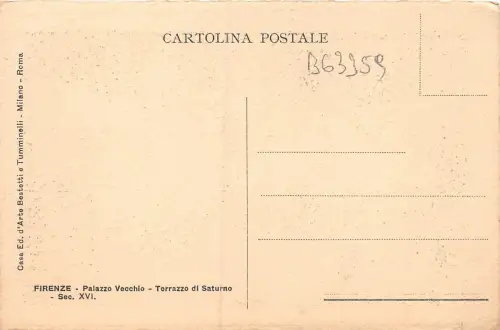 CARTOLINA POSTALE
B63959
Casa Ed. d'Arte Bestetti e Tumminelli - Milano - Roma
FIRENZE - Palazzo Vecchio - Terrazzo di Saturno
- Sec. XVI.